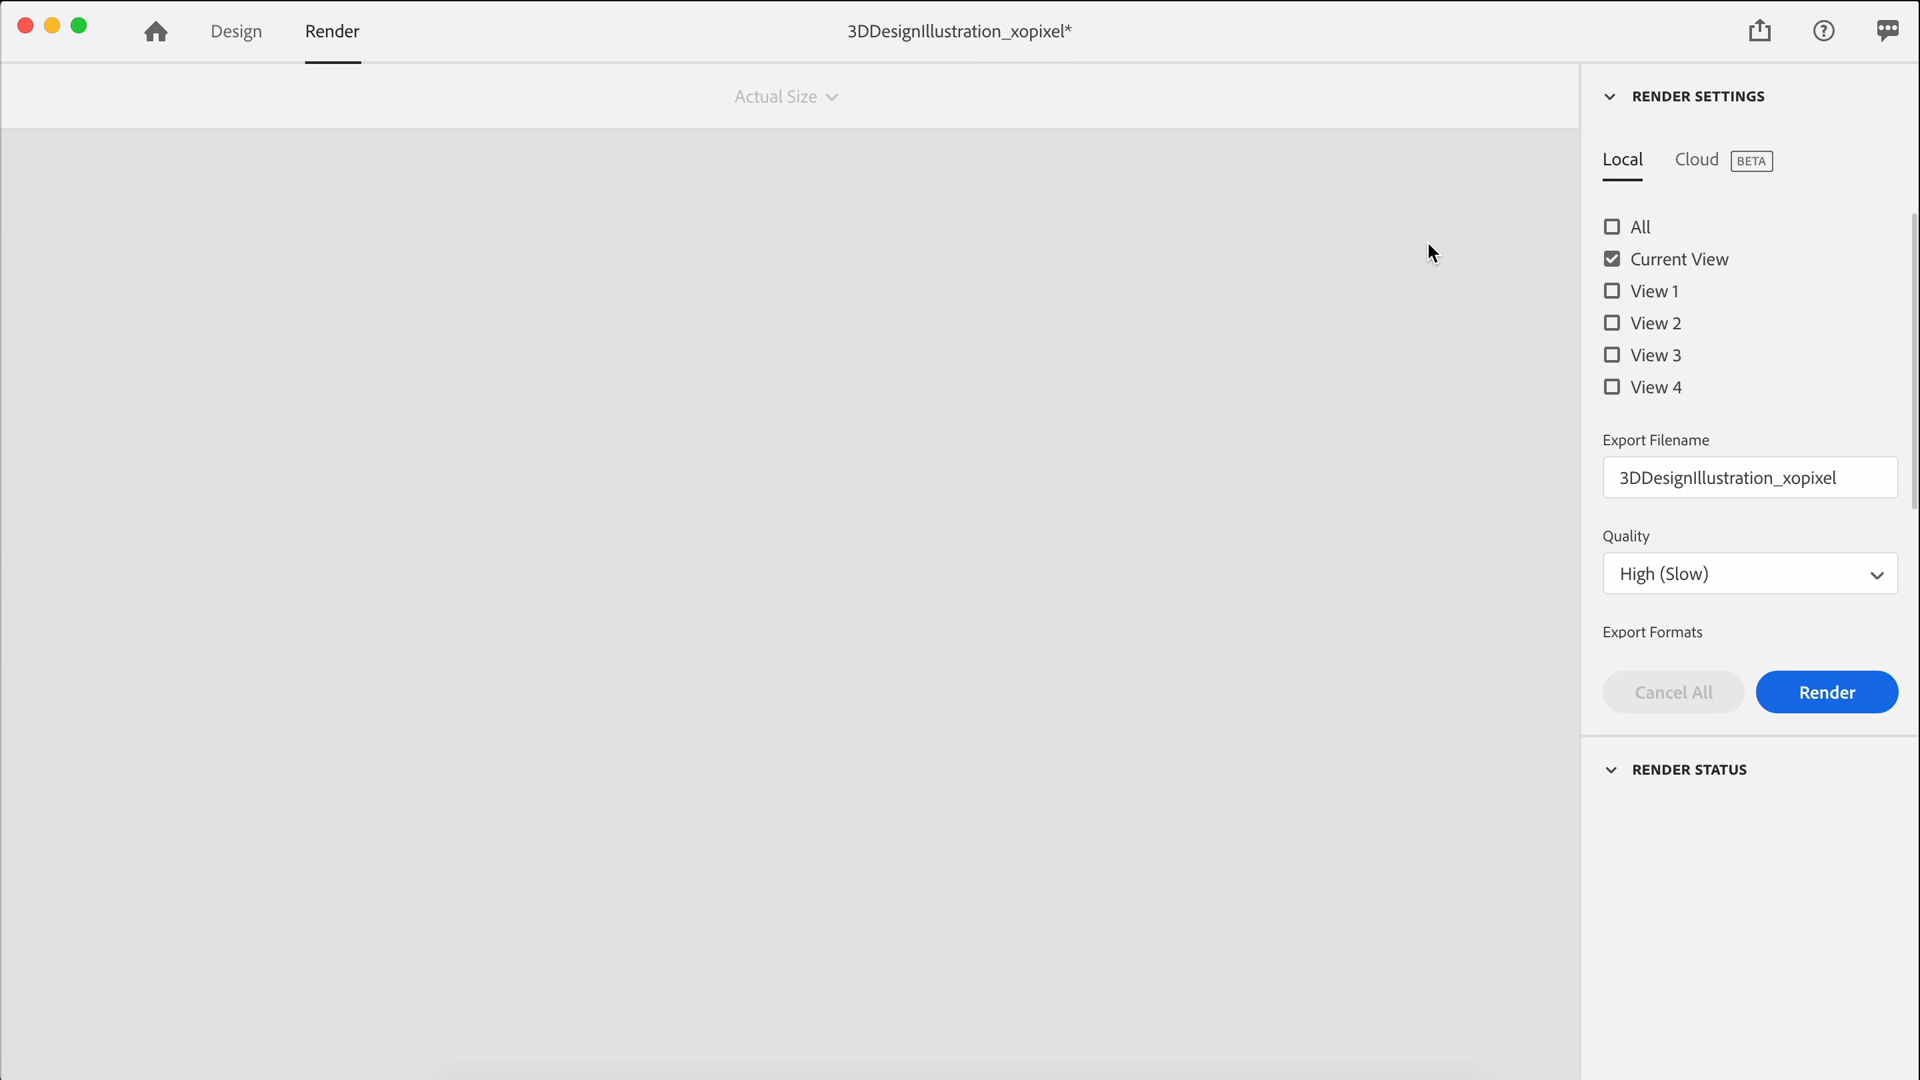 Design
Render
3DDesignIllustration_xopixel*
Actual Size
RENDER SETTINGS
Local
Cloud
BETA
All
Current View
View 1
View 2
View 3
View 4
Export Filename
3DDesignIllustration_xopixel
Quality
High (Slow)
Export Formats
Cancel All
Render
RENDER STATUS